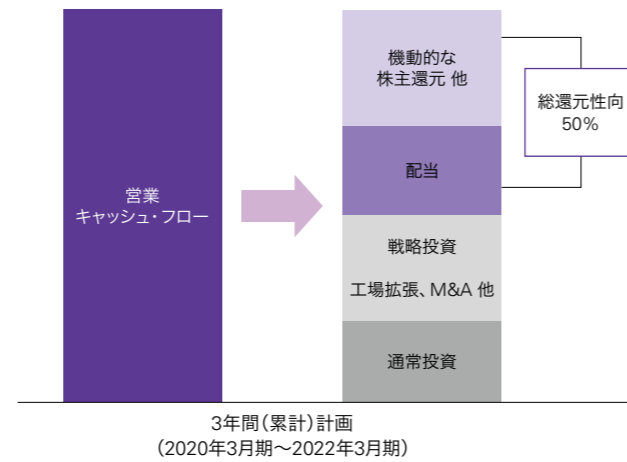 営業
キャッシュ・フロー
機動的な
株主還元 他
配当
戦略投資
工場拡張、M&A 他
通常投資
総還元性向
50%
3年間(累計)計画
(2020年3月期～2022年3月期)